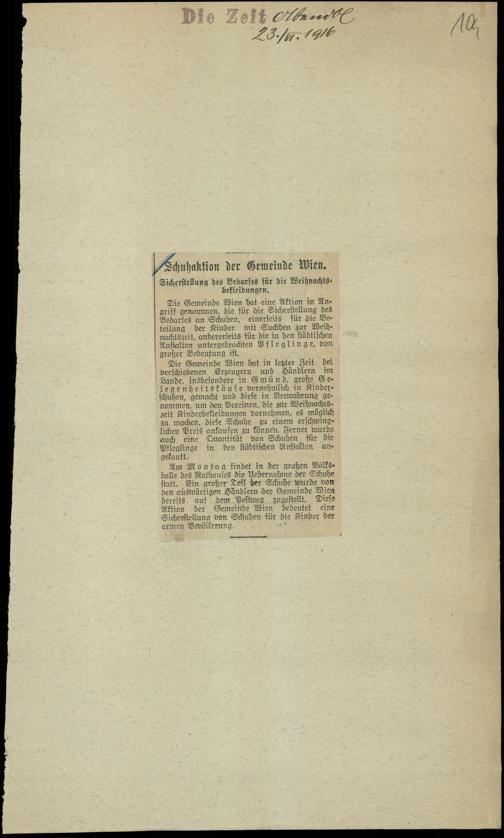 Die Zeit Abendbl
23./VI. 1916
Schuhaktion der Gemeinde Wien.
Sicherstellung des Bedarfes für die Weihnachts-
bekleidungen.
Die Gemeinde Wien hat eine Aktion in An-
griff genommen, die für die Sicherstellung des
Bedarfes an Schuhen, einerseits für die Be-
teilung der Kinder mit Schuhen zur Weih-
nachtszeit, andererseits für die in den städtischen
Anstalten untergebrachten Pfleglinge, von
großer Bedeutung ist.
Die Gemeinde Wien hat in letzter Zeit bei
verschiedenen Erzeugern und Händlern im
Lande, insbesondere in Gmünd, große Ge-
legenheitskäufe vornehmlich in Kinder-
schuhen, gemacht und diese in Verwahrung ge-
nommen, um den Vereinen, die zur Weihnachts-
zeit Kinderbekleidungen vornehmen, es möglich
zu machen, diese Schuhe zu einem erschwing-
lichen Preis ankaufen zu können. Ferner wurde
auch eine Quantität von Schuhen für die
Pfleglinge in den städtischen Anstalten an-
gekauft.
Am Montag findet in der großen Volks-
halle des Rathauses die Uebernahme der Schuhe
statt. Ein großer Teil der Schuhe wurde von
den auswärtigen Händlern der Gemeinde Wien
bereits auf dem Postweg zugestellt. Diese
Aktion der Gemeinde Wien bedeutet eine
Sicherstellung von Schuhen für die Kinder der
armen Bevölkerung.